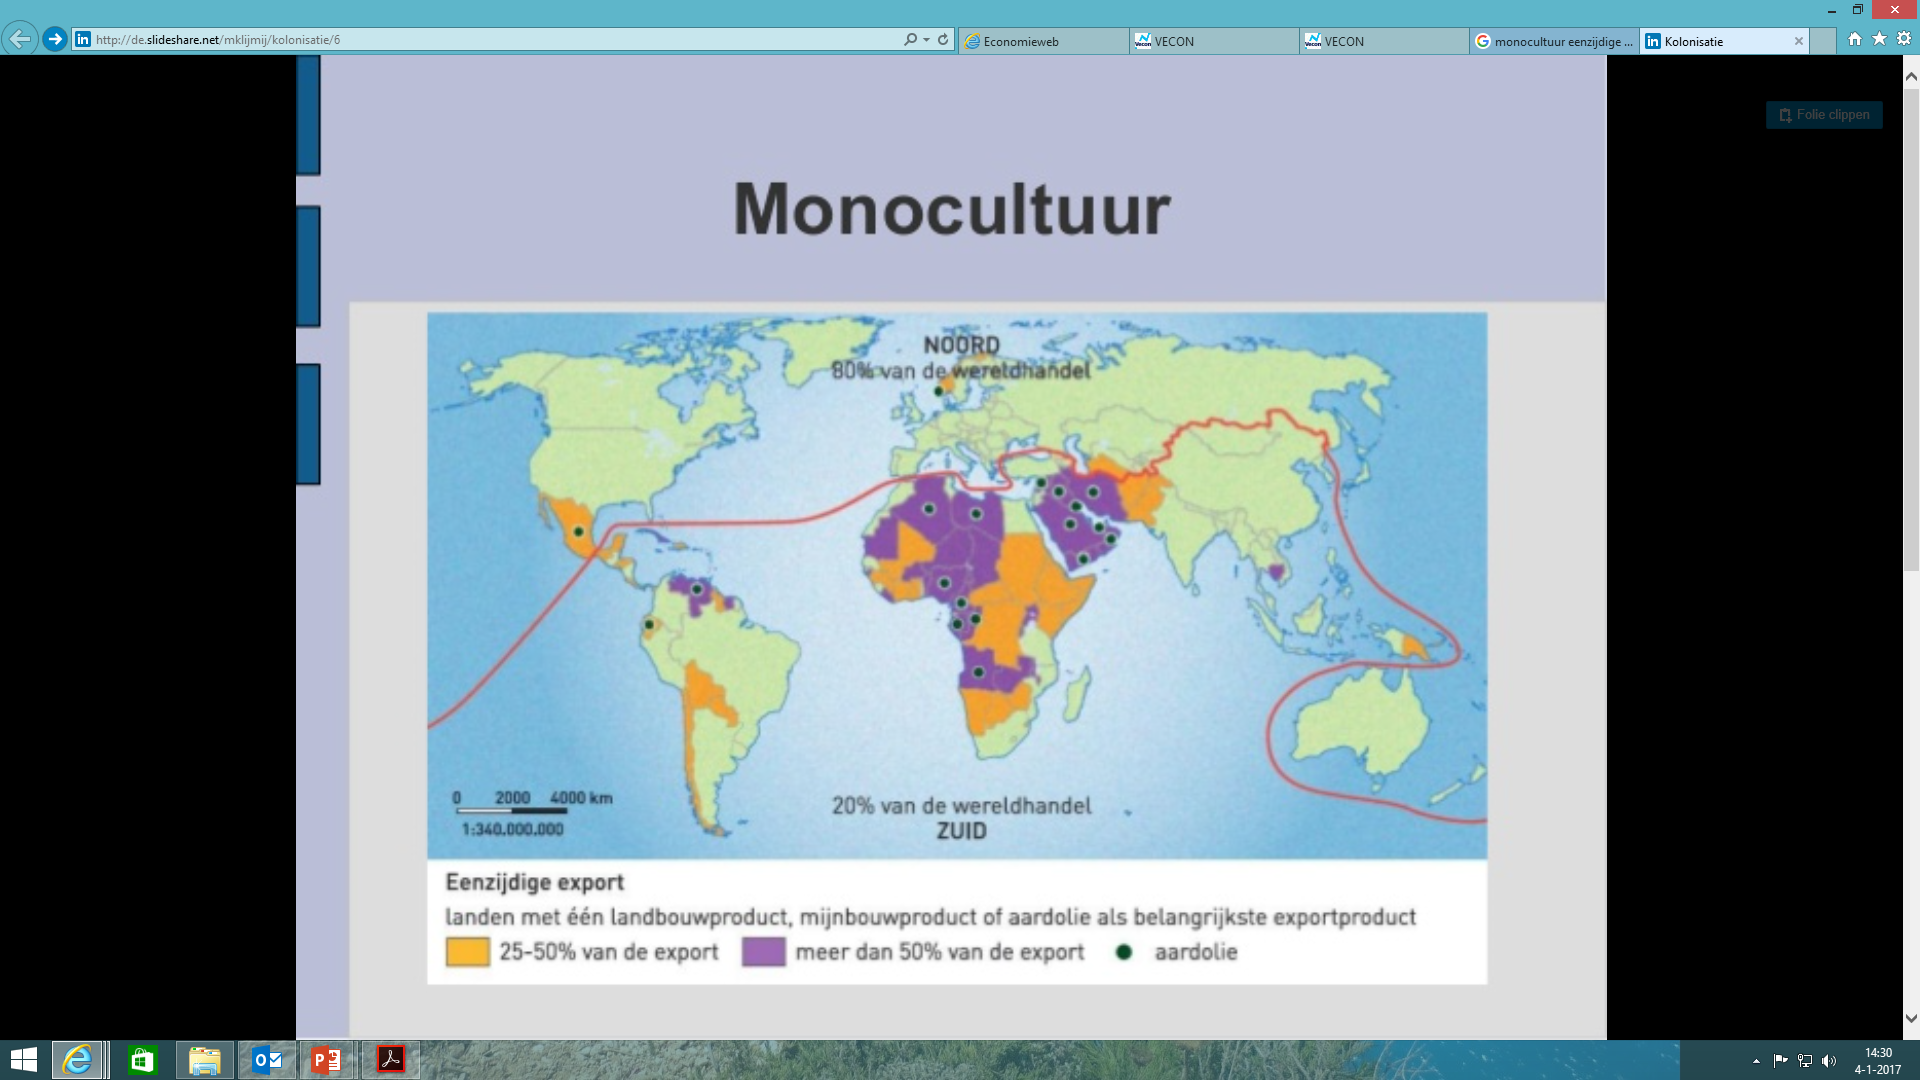 http://de.slideshare.net/mklijmij/kolonisatie/6
Economieweb
VECON
VECON
monocultuur eenzijdige ...
Kolonisatie
Folie clippen
Monocultuur
NOORD
80% van de wereldhandel
0 2000 4000 km
1:340.000.000
20% van de wereldhandel
ZUID
Eenzijdige export
landen met één landbouwproduct, mijnbouwproduct of aardolie als belangrijkste exportproduct
25-50% van de export meer dan 50% van de export aardolie
14:30
4-1-2017